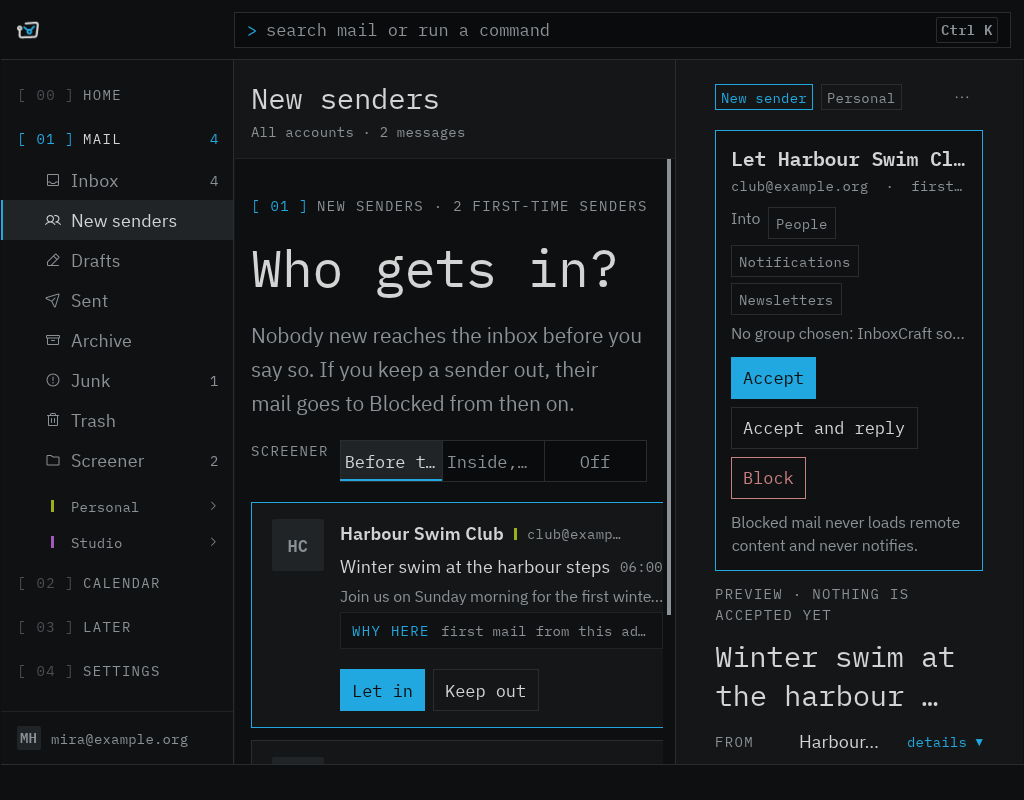 > search mail or run a command Ctrl K
[ 00 ] HOME
[ 01 ] MAIL 4
Inbox 4
New senders
Drafts
Sent
Archive
Junk 1
Trash
Screener 2
Personal
Studio
[ 02 ] CALENDAR
[ 03 ] LATER
[ 04 ] SETTINGS
MH mira@example.org
New senders
All accounts · 2 messages
[ 01 ] NEW SENDERS · 2 FIRST-TIME SENDERS
Who gets in?
Nobody new reaches the inbox before you
say so. If you keep a sender out, their
mail goes to Blocked from then on.
SCREENER Before t… Inside,… Off
HC Harbour Swim Club club@examp…
Winter swim at the harbour steps 06:00
Join us on Sunday morning for the first winte…
WHY HERE first mail from this ad…
Let in Keep out
New sender Personal ...
Let Harbour Swim Cl…
club@example.org · first…
Into People
Notifications
Newsletters
No group chosen: InboxCraft so…
Accept
Accept and reply
Block
Blocked mail never loads remote
content and never notifies.
PREVIEW · NOTHING IS
ACCEPTED YET
Winter swim at
the harbour …
FROM Harbour… details ▼